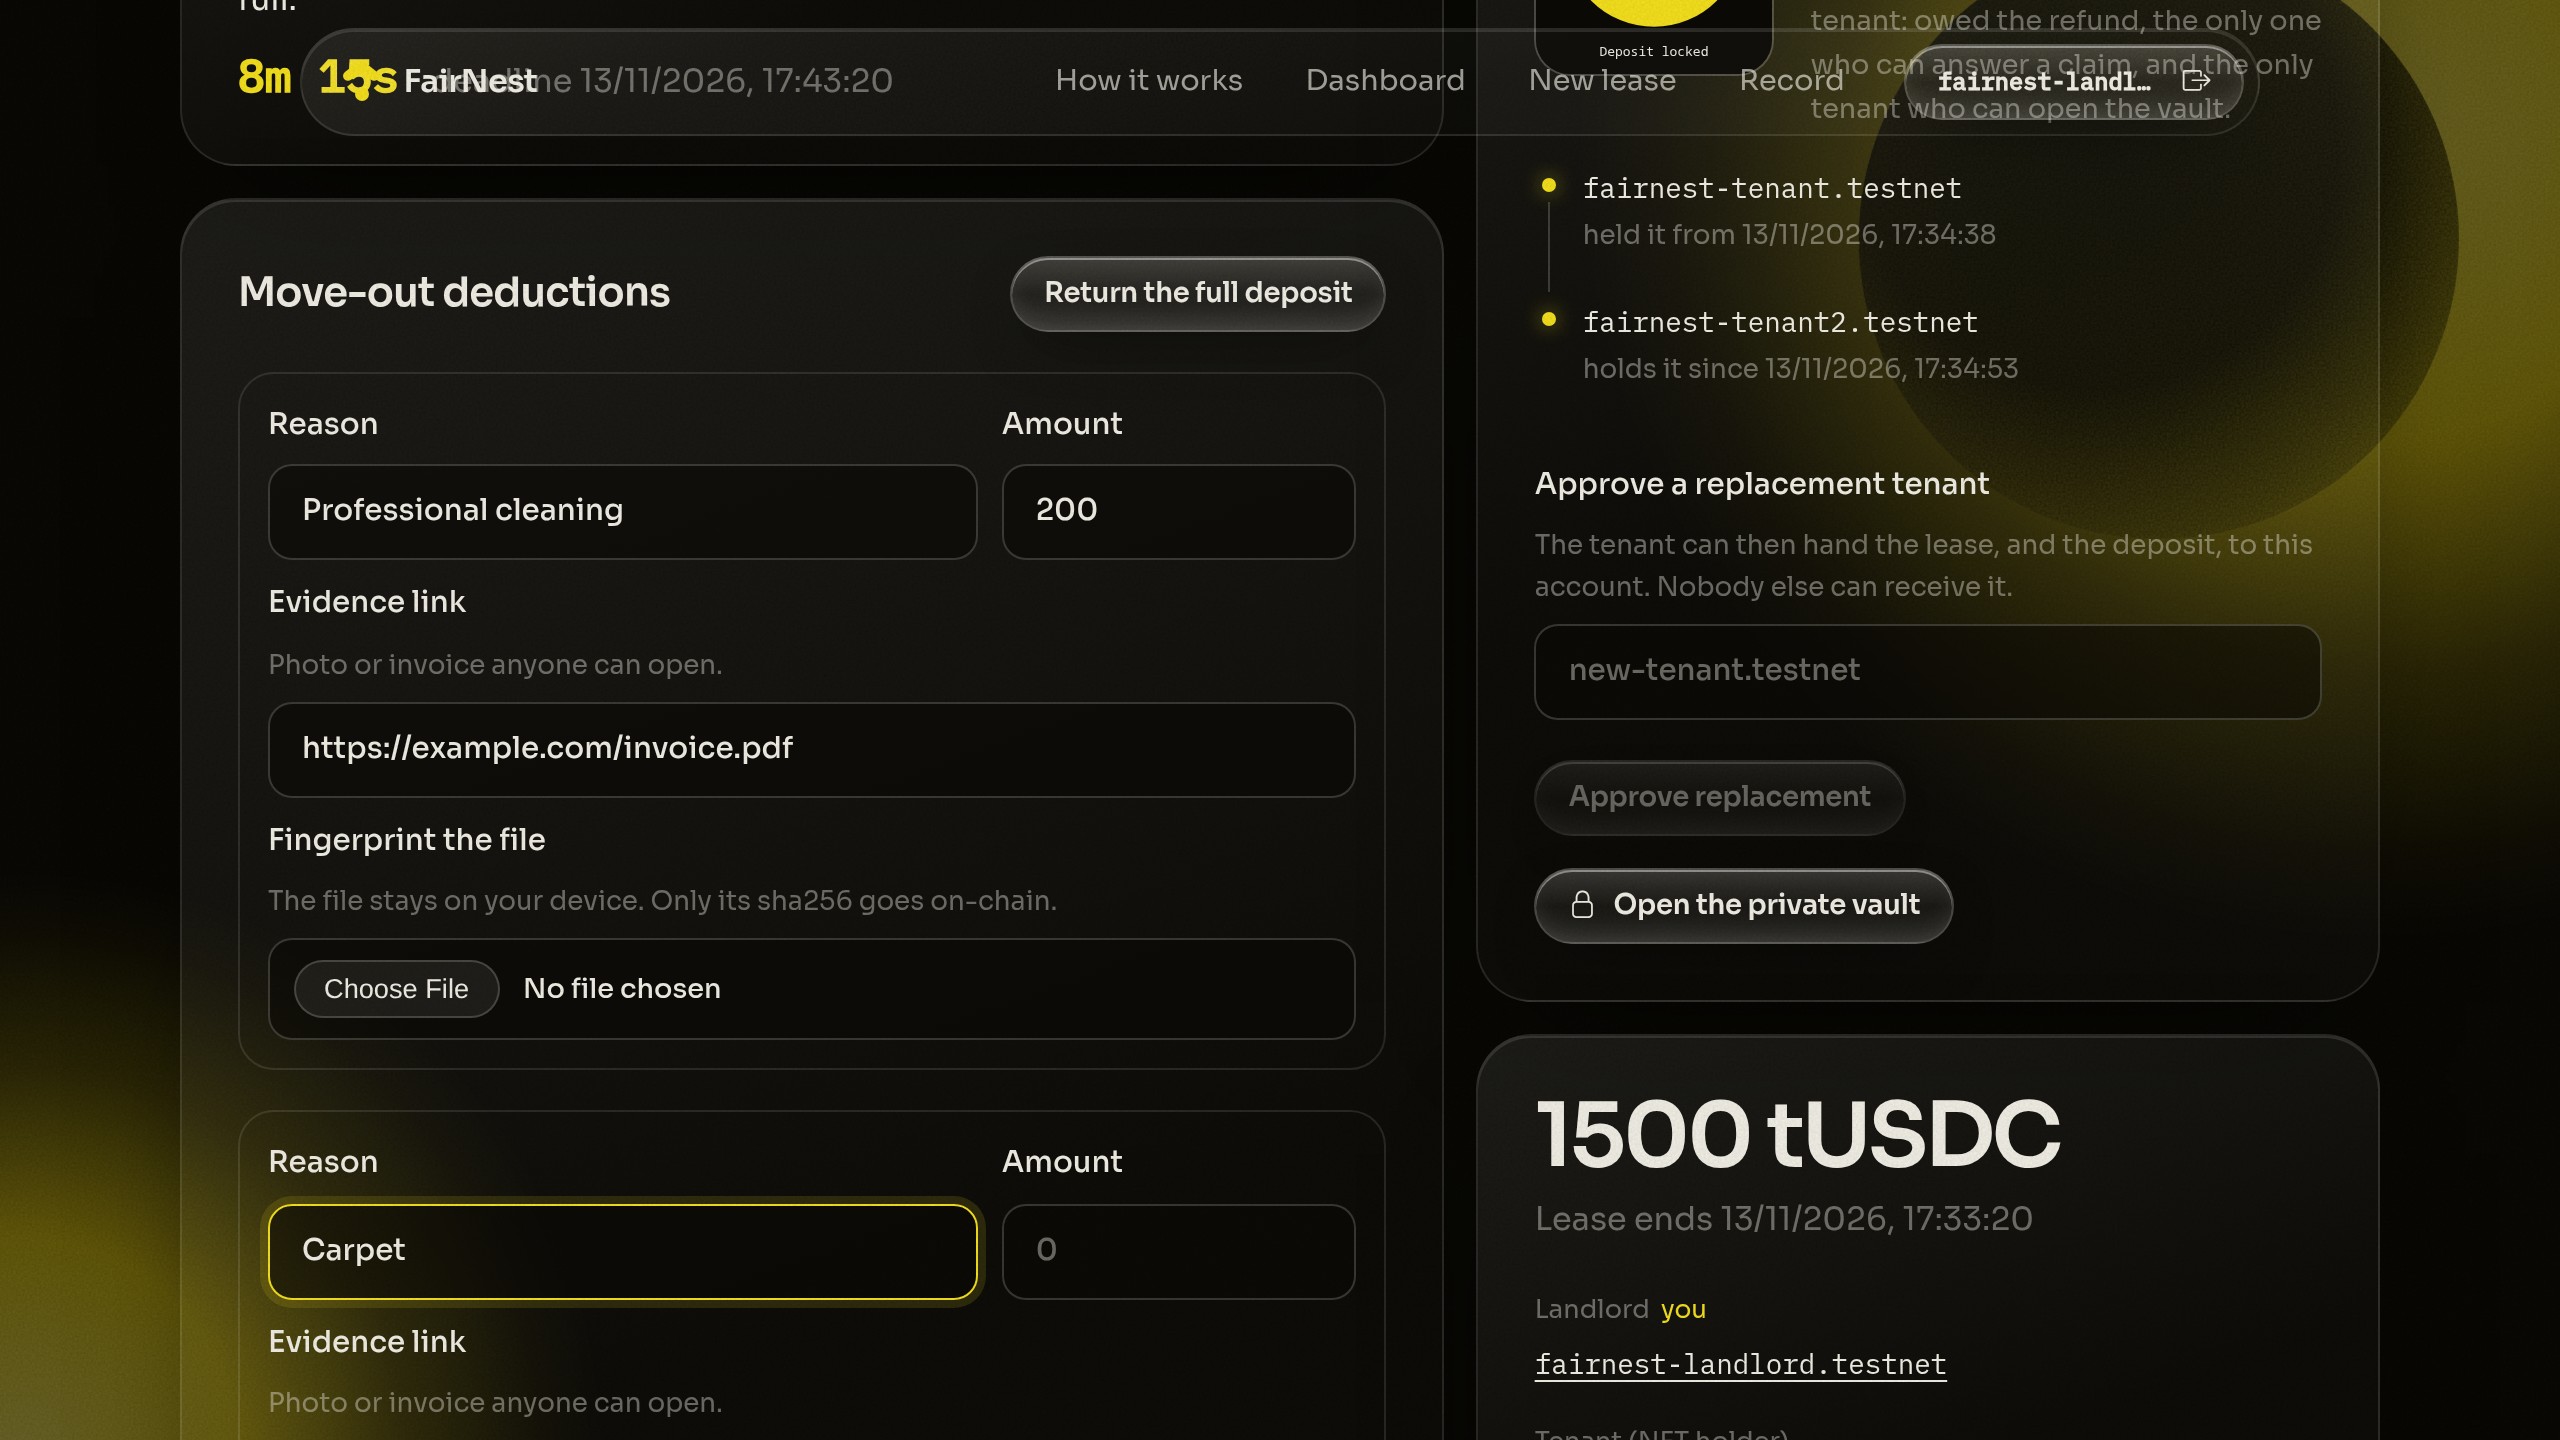 full.
8m 15s
deadline 13/11/2026, 17:43:20
FairNest
How it works
Dashboard
New lease
Record
fairnest-landl…
Move-out deductions
Return the full deposit
Reason
Amount
Professional cleaning
200
Evidence link
Photo or invoice anyone can open.
https://example.com/invoice.pdf
Fingerprint the file
The file stays on your device. Only its sha256 goes on-chain.
Choose File
No file chosen
Reason
Amount
Carpet
0
Evidence link
Photo or invoice anyone can open.
Deposit locked
tenant: owed the refund, the only one
who can answer a claim, and the only
tenant who can open the vault.
fairnest-tenant.testnet
held it from 13/11/2026, 17:34:38
fairnest-tenant2.testnet
holds it since 13/11/2026, 17:34:53
Approve a replacement tenant
The tenant can then hand the lease, and the deposit, to this
account. Nobody else can receive it.
new-tenant.testnet
Approve replacement
Open the private vault
1500 tUSDC
Lease ends 13/11/2026, 17:33:20
Landlord you
fairnest-landlord.testnet
Tenant (NFT holder)